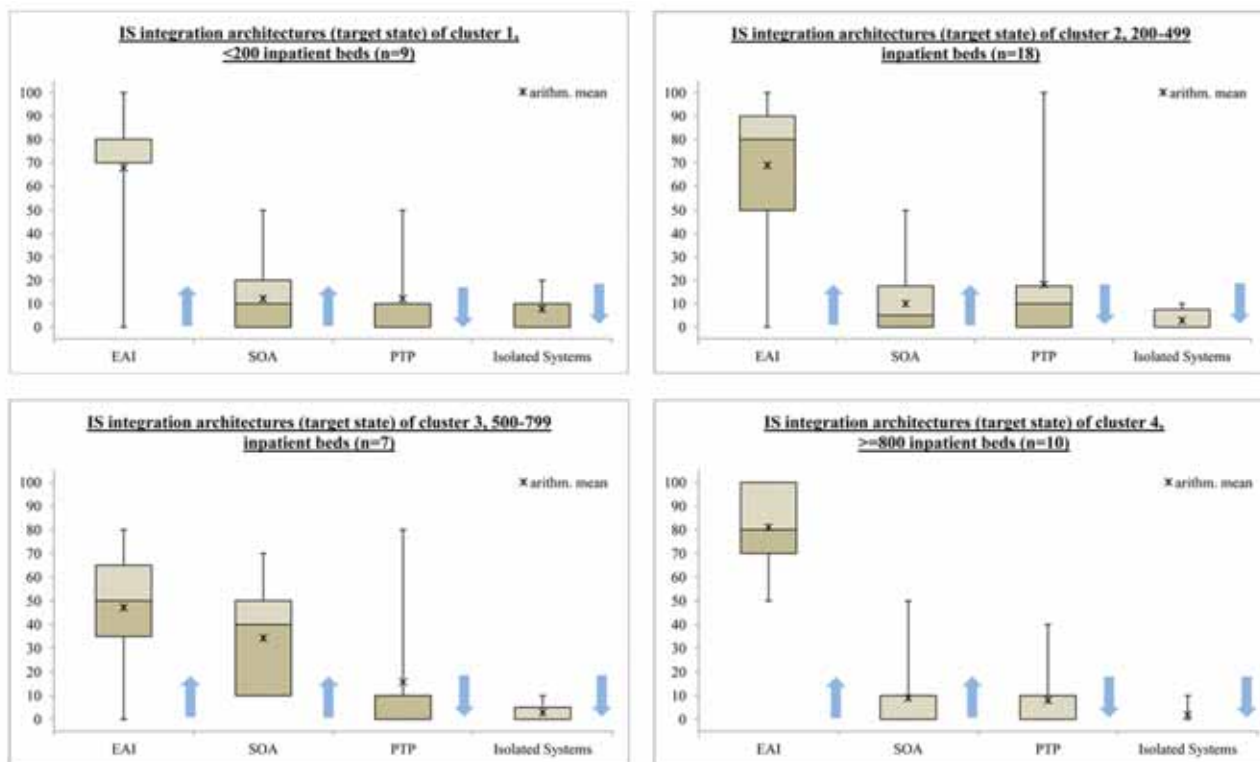 IS integration architectures (target state) of cluster 1,
<200 inpatient beds (n=9)
× arithm. mean
100
90
80
70
60
50
40
30
20
10
0
EAI SOA PTP Isolated Systems
IS integration architectures (target state) of cluster 2, 200-499
inpatient beds (n=18)
× arithm. mean
100
90
80
70
60
50
40
30
20
10
0
EAI SOA PTP Isolated Systems
IS integration architectures (target state) of cluster 3, 500-799
inpatient beds (n=7)
× arithm. mean
100
90
80
70
60
50
40
30
20
10
0
EAI SOA PTP Isolated Systems
IS integration architectures (target state) of cluster 4,
>=800 inpatient beds (n=10)
× arithm. mean
100
90
80
70
60
50
40
30
20
10
0
EAI SOA PTP Isolated Systems